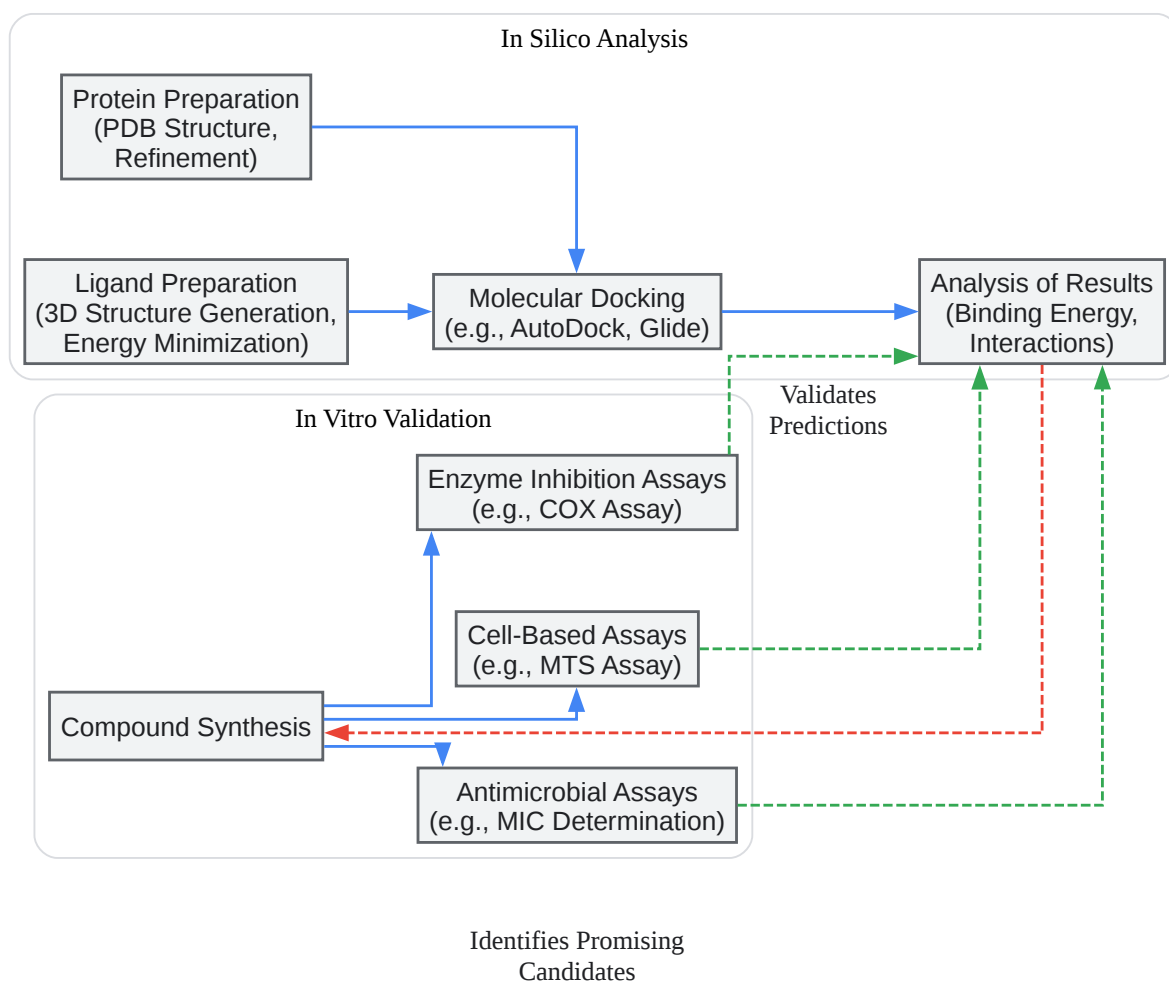 In Silico Analysis
Protein Preparation
(PDB Structure,
Refinement)
Ligand Preparation
(3D Structure Generation,
Energy Minimization)
Molecular Docking
(e.g., AutoDock, Glide)
Analysis of Results
(Binding Energy,
Interactions)
Validates
Predictions
In Vitro Validation
Enzyme Inhibition Assays
(e.g., COX Assay)
Cell-Based Assays
(e.g., MTS Assay)
Compound Synthesis
Antimicrobial Assays
(e.g., MIC Determination)
Identifies Promising
Candidates